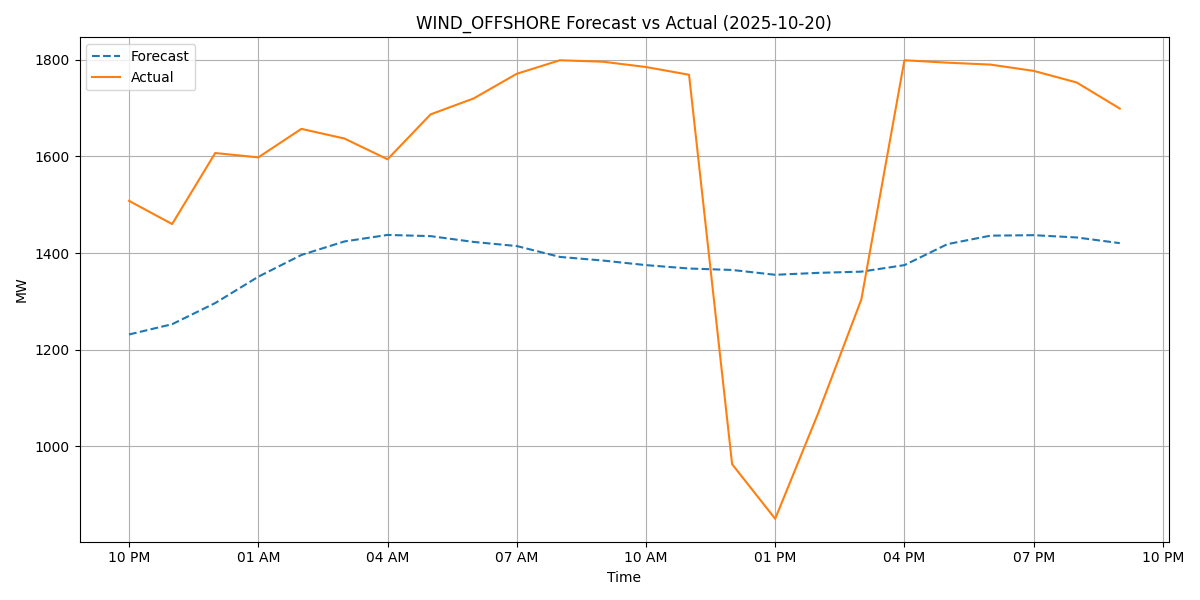 WIND_OFFSHORE Forecast vs Actual (2025-10-20)
Forecast
Actual
1800
1600
1400
1200
1000
MW
10 PM 01 AM 04 AM 07 AM 10 AM 01 PM 04 PM 07 PM 10 PM
Time